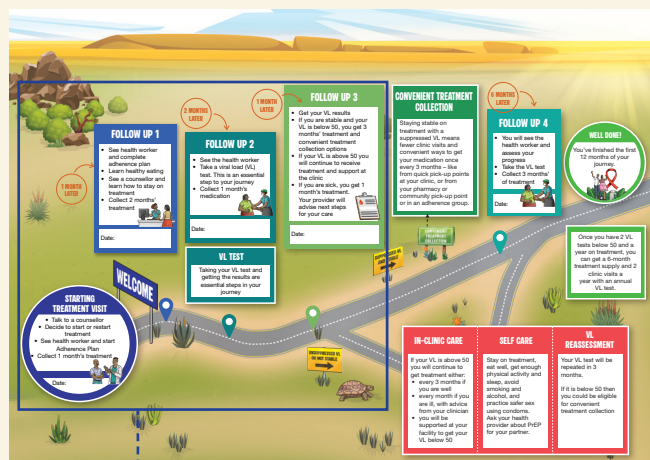 FOLLOW UP 1
• See health worker
and complete
adherence plan
• Learn healthy eating
• See a counsellor and
learn how to stay on
treatment
• Collect 2 months'
treatment
Date:
1 MONTH
LATER
2 MONTHS
LATER
FOLLOW UP 2
• See the health worker
• Take a viral load (VL)
test. This is an essential
step to your journey
• Collect 1 month's
medication
Date:
VL TEST
Taking your VL test and
getting the results are
essential steps in your
journey
1 MONTH
LATER
FOLLOW UP 3
• Get your VL results
• If you are stable and your
VL is below 50, you get 3
months' treatment and
convenient treatment
collection options
• If your VL is above 50 you
will continue to receive
treatment and support at
the clinic
• If you are sick, you get 1
month's treatment.
Your provider will
advise next steps
for your care
Date:
CONVENIENT TREATMENT
COLLECTION
Staying stable on
treatment with a
suppressed VL means
fewer clinic visits and
convenient ways to get
your medication once
every 3 months – like
from quick pick-up points
at your clinic, or from
your pharmacy or
community pick-up point
or in an adherence group.
6 MONTHS
LATER
FOLLOW UP 4
• You will see the
health worker and
assess your
progress
• Take the VL test
• Collect 3 months'
of treatment
Date:
WELL DONE!
You've finished the first
12 months of your
journey.
Once you have 2 VL
tests below 50 and a
year on treatment, you
can get a 6-month
treatment supply and 2
clinic visits a
year with an annual
VL test.
CONVENIENT
TREATMENT
COLLECTION
SUPPRESSED VL
AND STABLE
UNSUPPRESSED VL
OR NOT STABLE
WELCOME
STARTING
TREATMENT VISIT
• Talk to a counsellor
• Decide to start or restart
treatment
• See health worker and start
Adherence Plan
• Collect 1 month's treatment
Date:
IN-CLINIC CARE
If your VL is above 50
you will continue to
get treatment either:
• every 3 months if
you are well
• every month if you
are ill, with advice
from your clinician
• you will be
supported at your
facility to get your
VL below 50
SELF CARE
Stay on treatment,
eat well, get enough
physical activity and
sleep, avoid
smoking and
alcohol, and
practice safer sex
using condoms.
Ask your health
provider about PrEP
for your partner.
VL
REASSESSMENT
Your VL test will be
repeated in 3
months.
If it is below 50 then
you could be eligible
for convenient
treatment collection